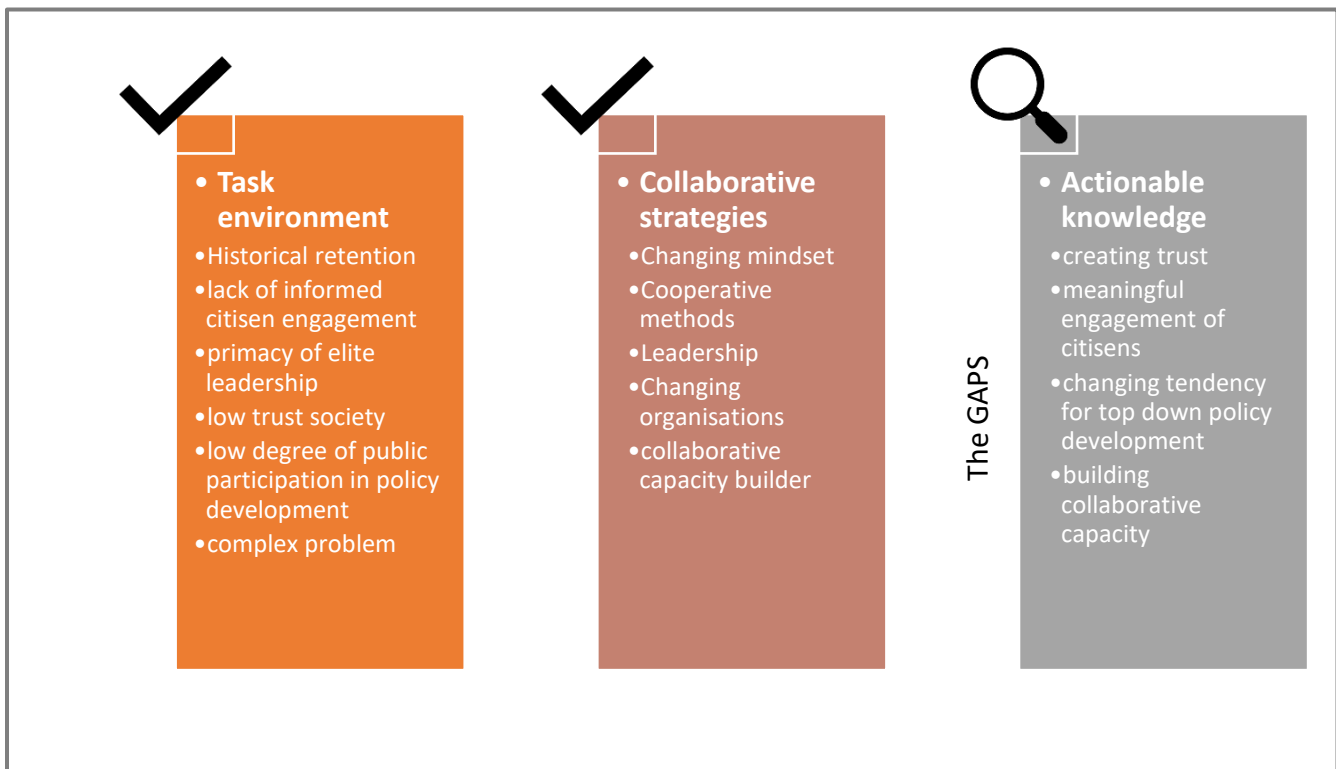 • Task
environment
•Historical retention
•lack of informed
citisen engagement
•primacy of elite
leadership
•low trust society
•low degree of public
participation in policy
development
•complex problem
• Collaborative
strategies
•Changing mindset
•Cooperative
methods
•Leadership
•Changing
organisations
•collaborative
capacity builder
The GAPS
• Actionable
knowledge
•creating trust
•meaningful
engagement of
citisens
•changing tendency
for top down policy
development
•building
collaborative
capacity